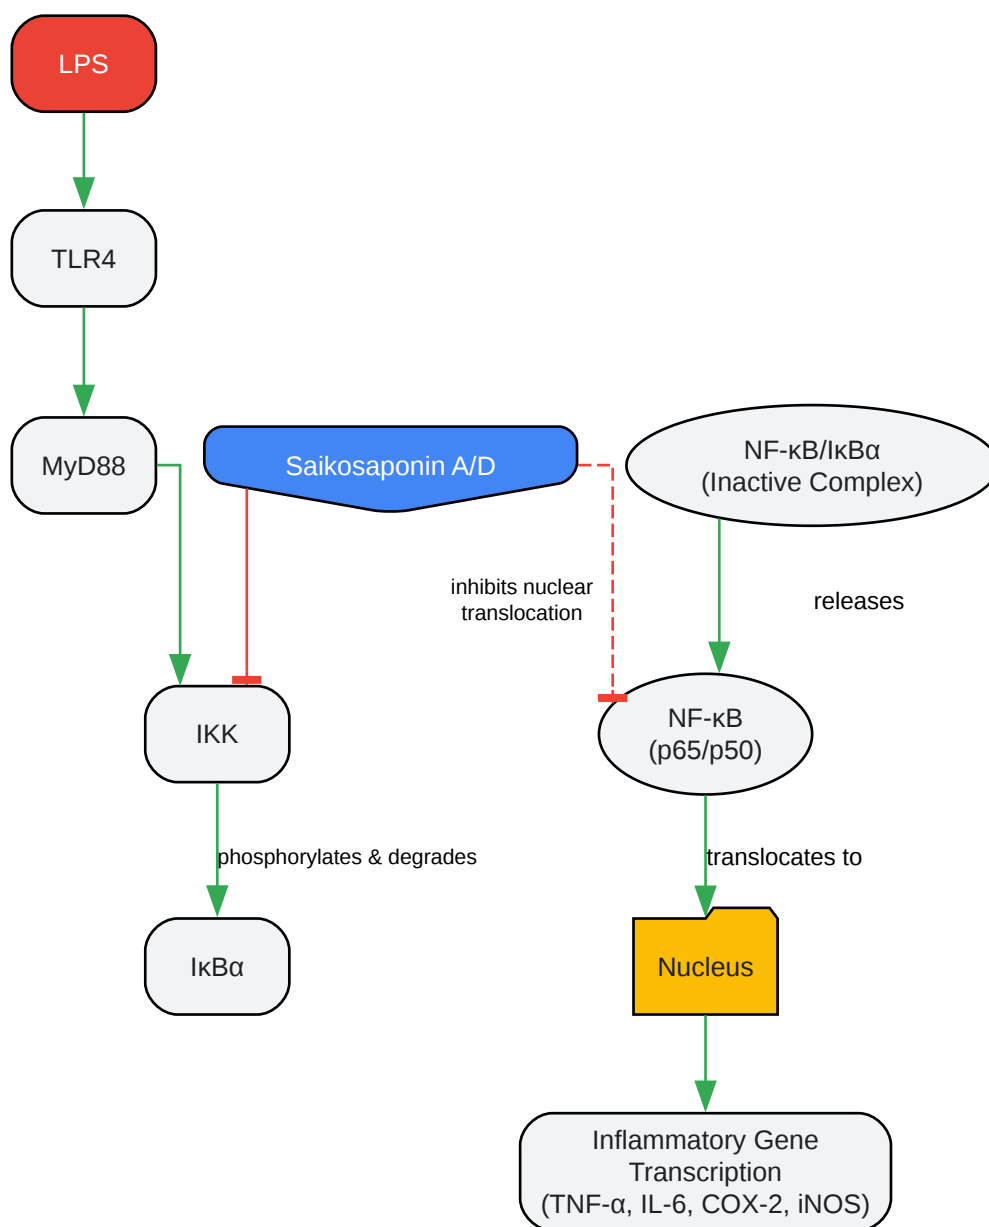 LPS
TLR4
MyD88
Saikosaponin A/D
NF-κB/IκBα
(Inactive Complex)
inhibits nuclear
translocation
releases
IKK
NF-κB
(p65/p50)
phosphorylates & degrades
translocates to
IκBα
Nucleus
Inflammatory Gene
Transcription
(TNF-α, IL-6, COX-2, iNOS)